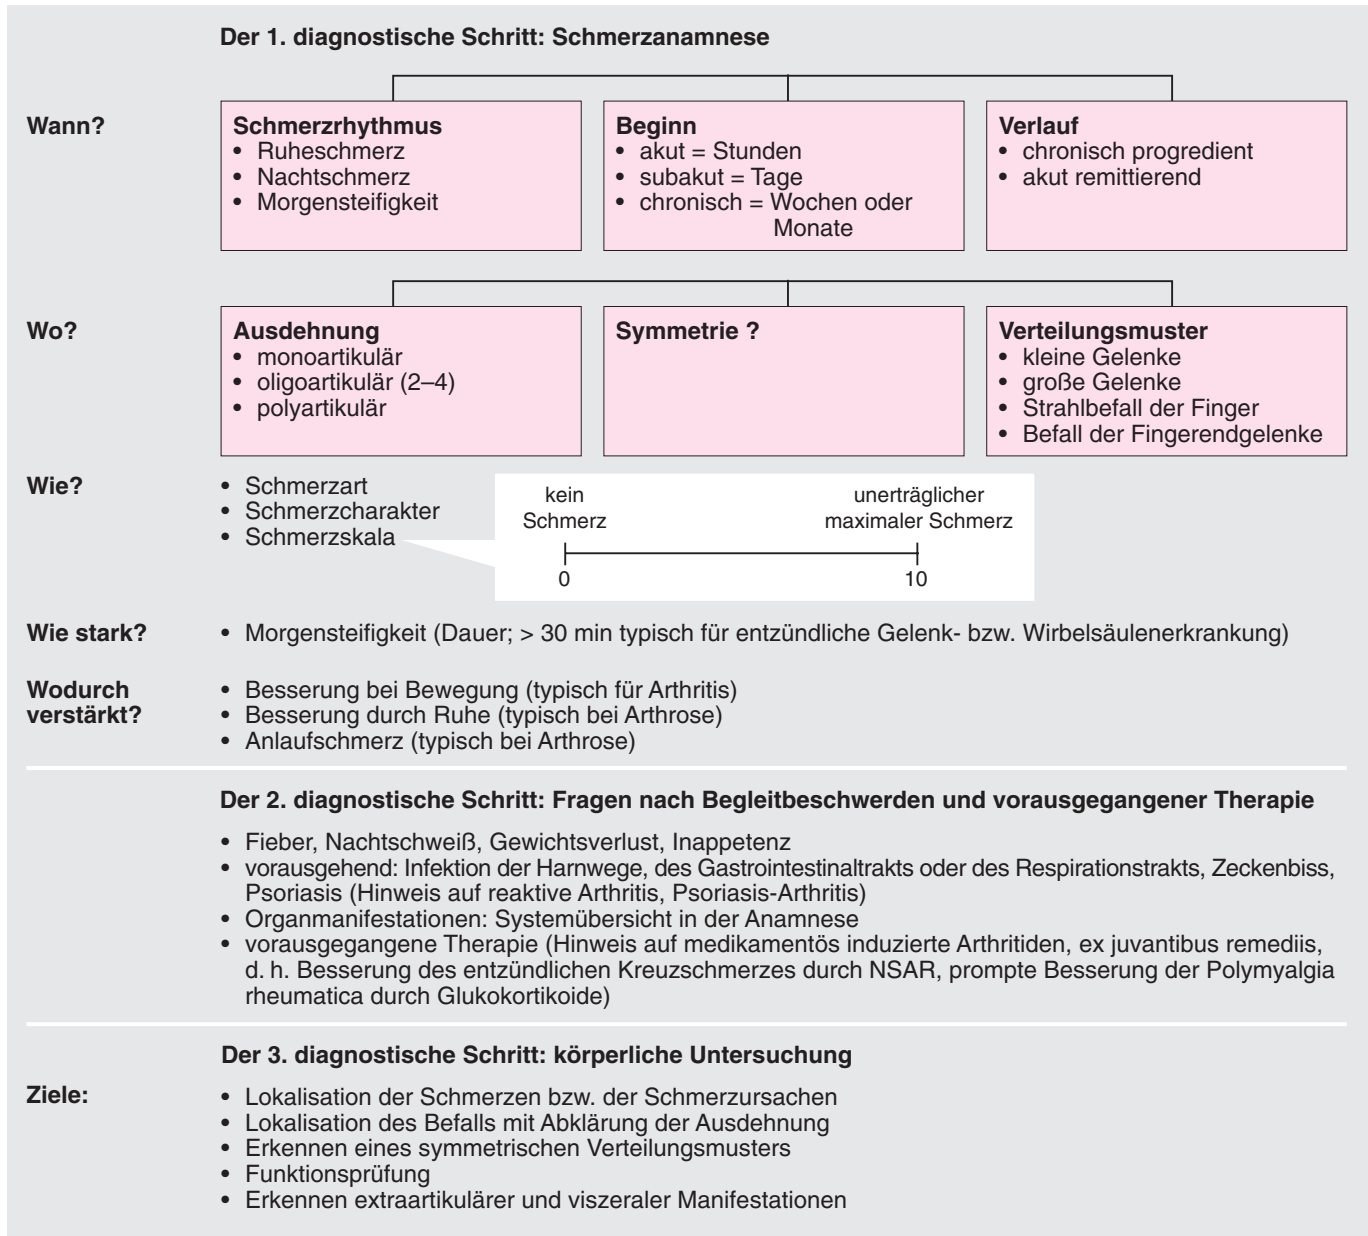 Der 1. diagnostische Schritt: Schmerzanamnese
Wann?
Schmerzrhythmus
• Ruheschmerz
• Nachtschmerz
• Morgensteifigkeit
Beginn
• akut = Stunden
• subakut = Tage
• chronisch = Wochen oder
Monate
Verlauf
• chronisch progredient
• akut remittierend
Wo?
Ausdehnung
• monoartikulär
• oligoartikulär (2–4)
• polyartikulär
Symmetrie ?
Verteilungsmuster
• kleine Gelenke
• große Gelenke
• Strahlbefall der Finger
• Befall der Fingerendgelenke
Wie?
• Schmerzart
• Schmerzcharakter
• Schmerzskala
kein
Schmerz
unerträglicher
maximaler Schmerz
0
10
Wie stark?
• Morgensteifigkeit (Dauer; > 30 min typisch für entzündliche Gelenk- bzw. Wirbelsäulenerkrankung)
Wodurch
verstärkt?
• Besserung bei Bewegung (typisch für Arthritis)
• Besserung durch Ruhe (typisch bei Arthrose)
• Anlaufschmerz (typisch bei Arthrose)
Der 2. diagnostische Schritt: Fragen nach Begleitbeschwerden und vorausgegangener Therapie
• Fieber, Nachtschweiß, Gewichtsverlust, Inappetenz
• vorausgehend: Infektion der Harnwege, des Gastrointestinaltrakts oder des Respirationstrakts, Zeckenbiss,
Psoriasis (Hinweis auf reaktive Arthritis, Psoriasis-Arthritis)
• Organmanifestationen: Systemübersicht in der Anamnese
• vorausgegangene Therapie (Hinweis auf medikamentös induzierte Arthritiden, ex juvantibus remediis,
d. h. Besserung des entzündlichen Kreuzschmerzes durch NSAR, prompte Besserung der Polymyalgia
rheumatica durch Glukokortikoide)
Der 3. diagnostische Schritt: körperliche Untersuchung
Ziele:
• Lokalisation der Schmerzen bzw. der Schmerzursachen
• Lokalisation des Befalls mit Abklärung der Ausdehnung
• Erkennen eines symmetrischen Verteilungsmusters
• Funktionsprüfung
• Erkennen extraartikulärer und viszeraler Manifestationen